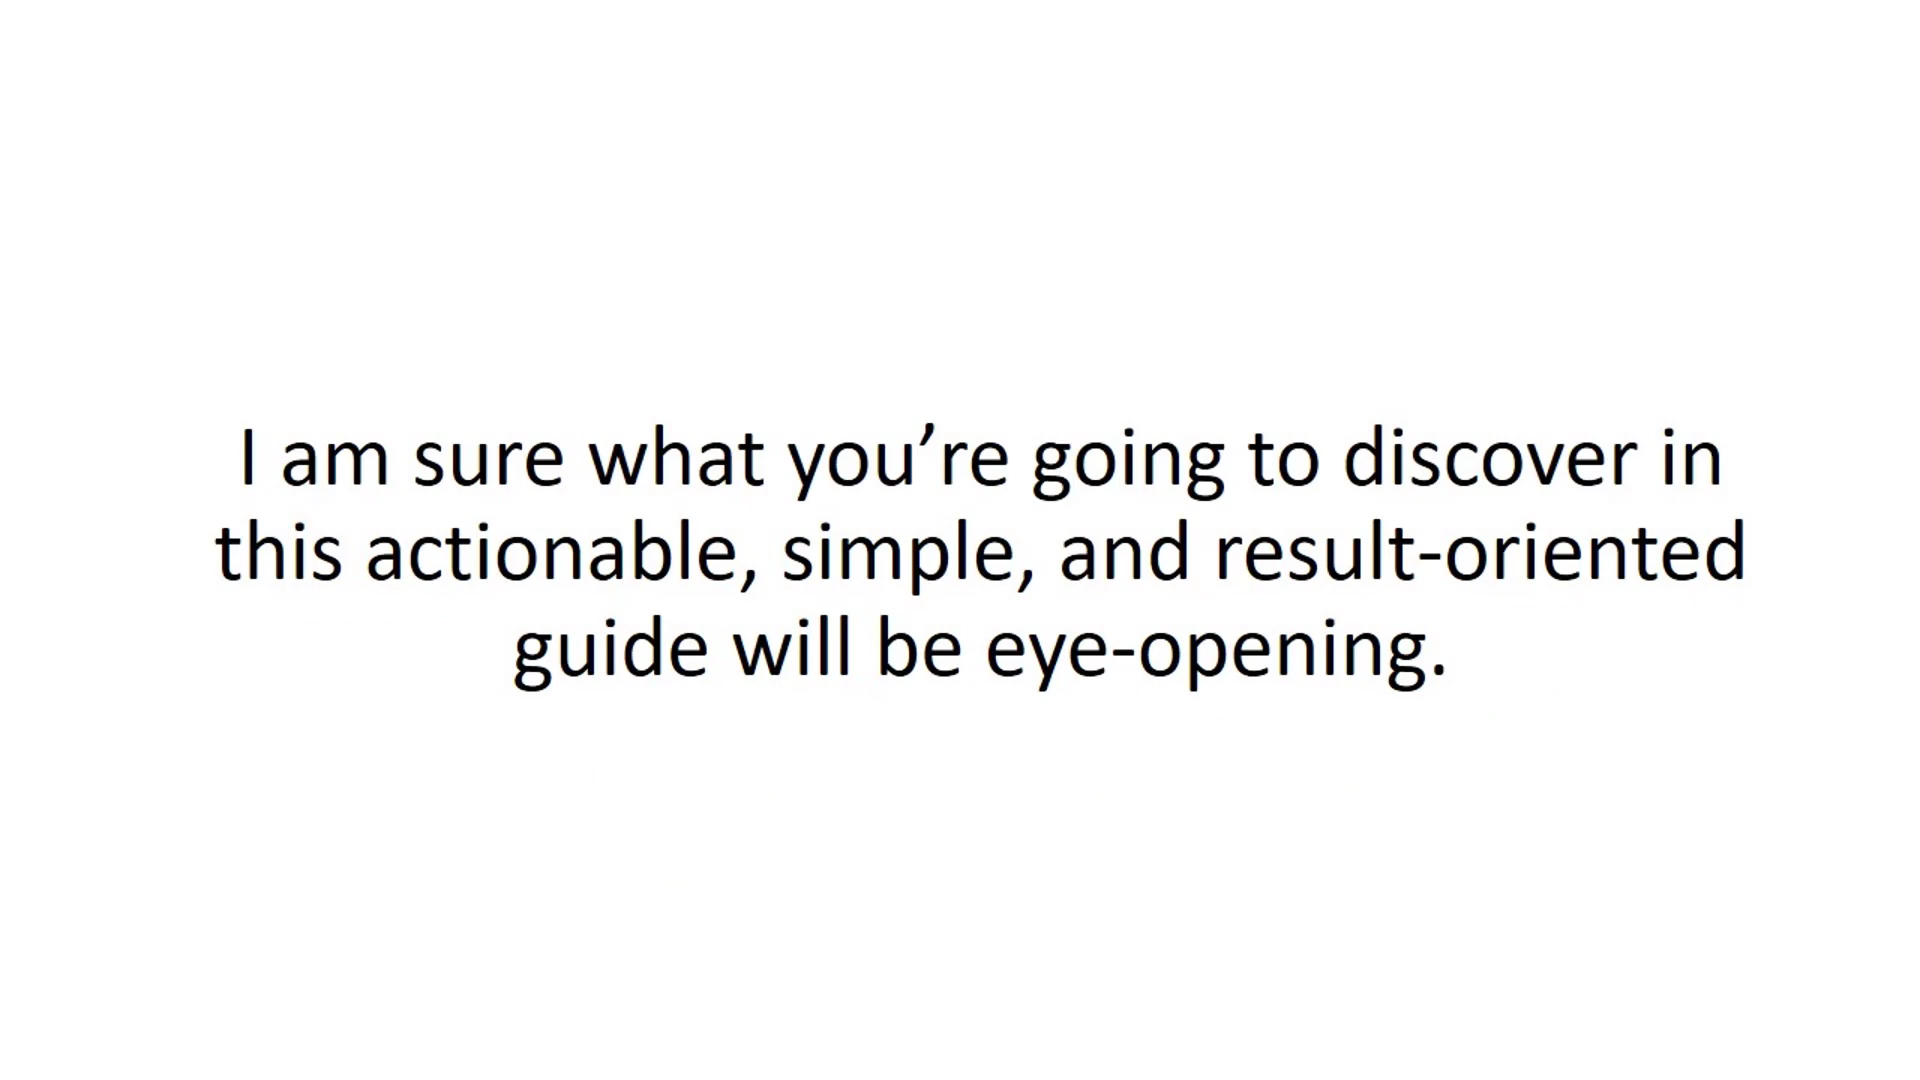 I am sure what you’re going to discover in
this actionable, simple, and result-oriented
guide will be eye-opening.